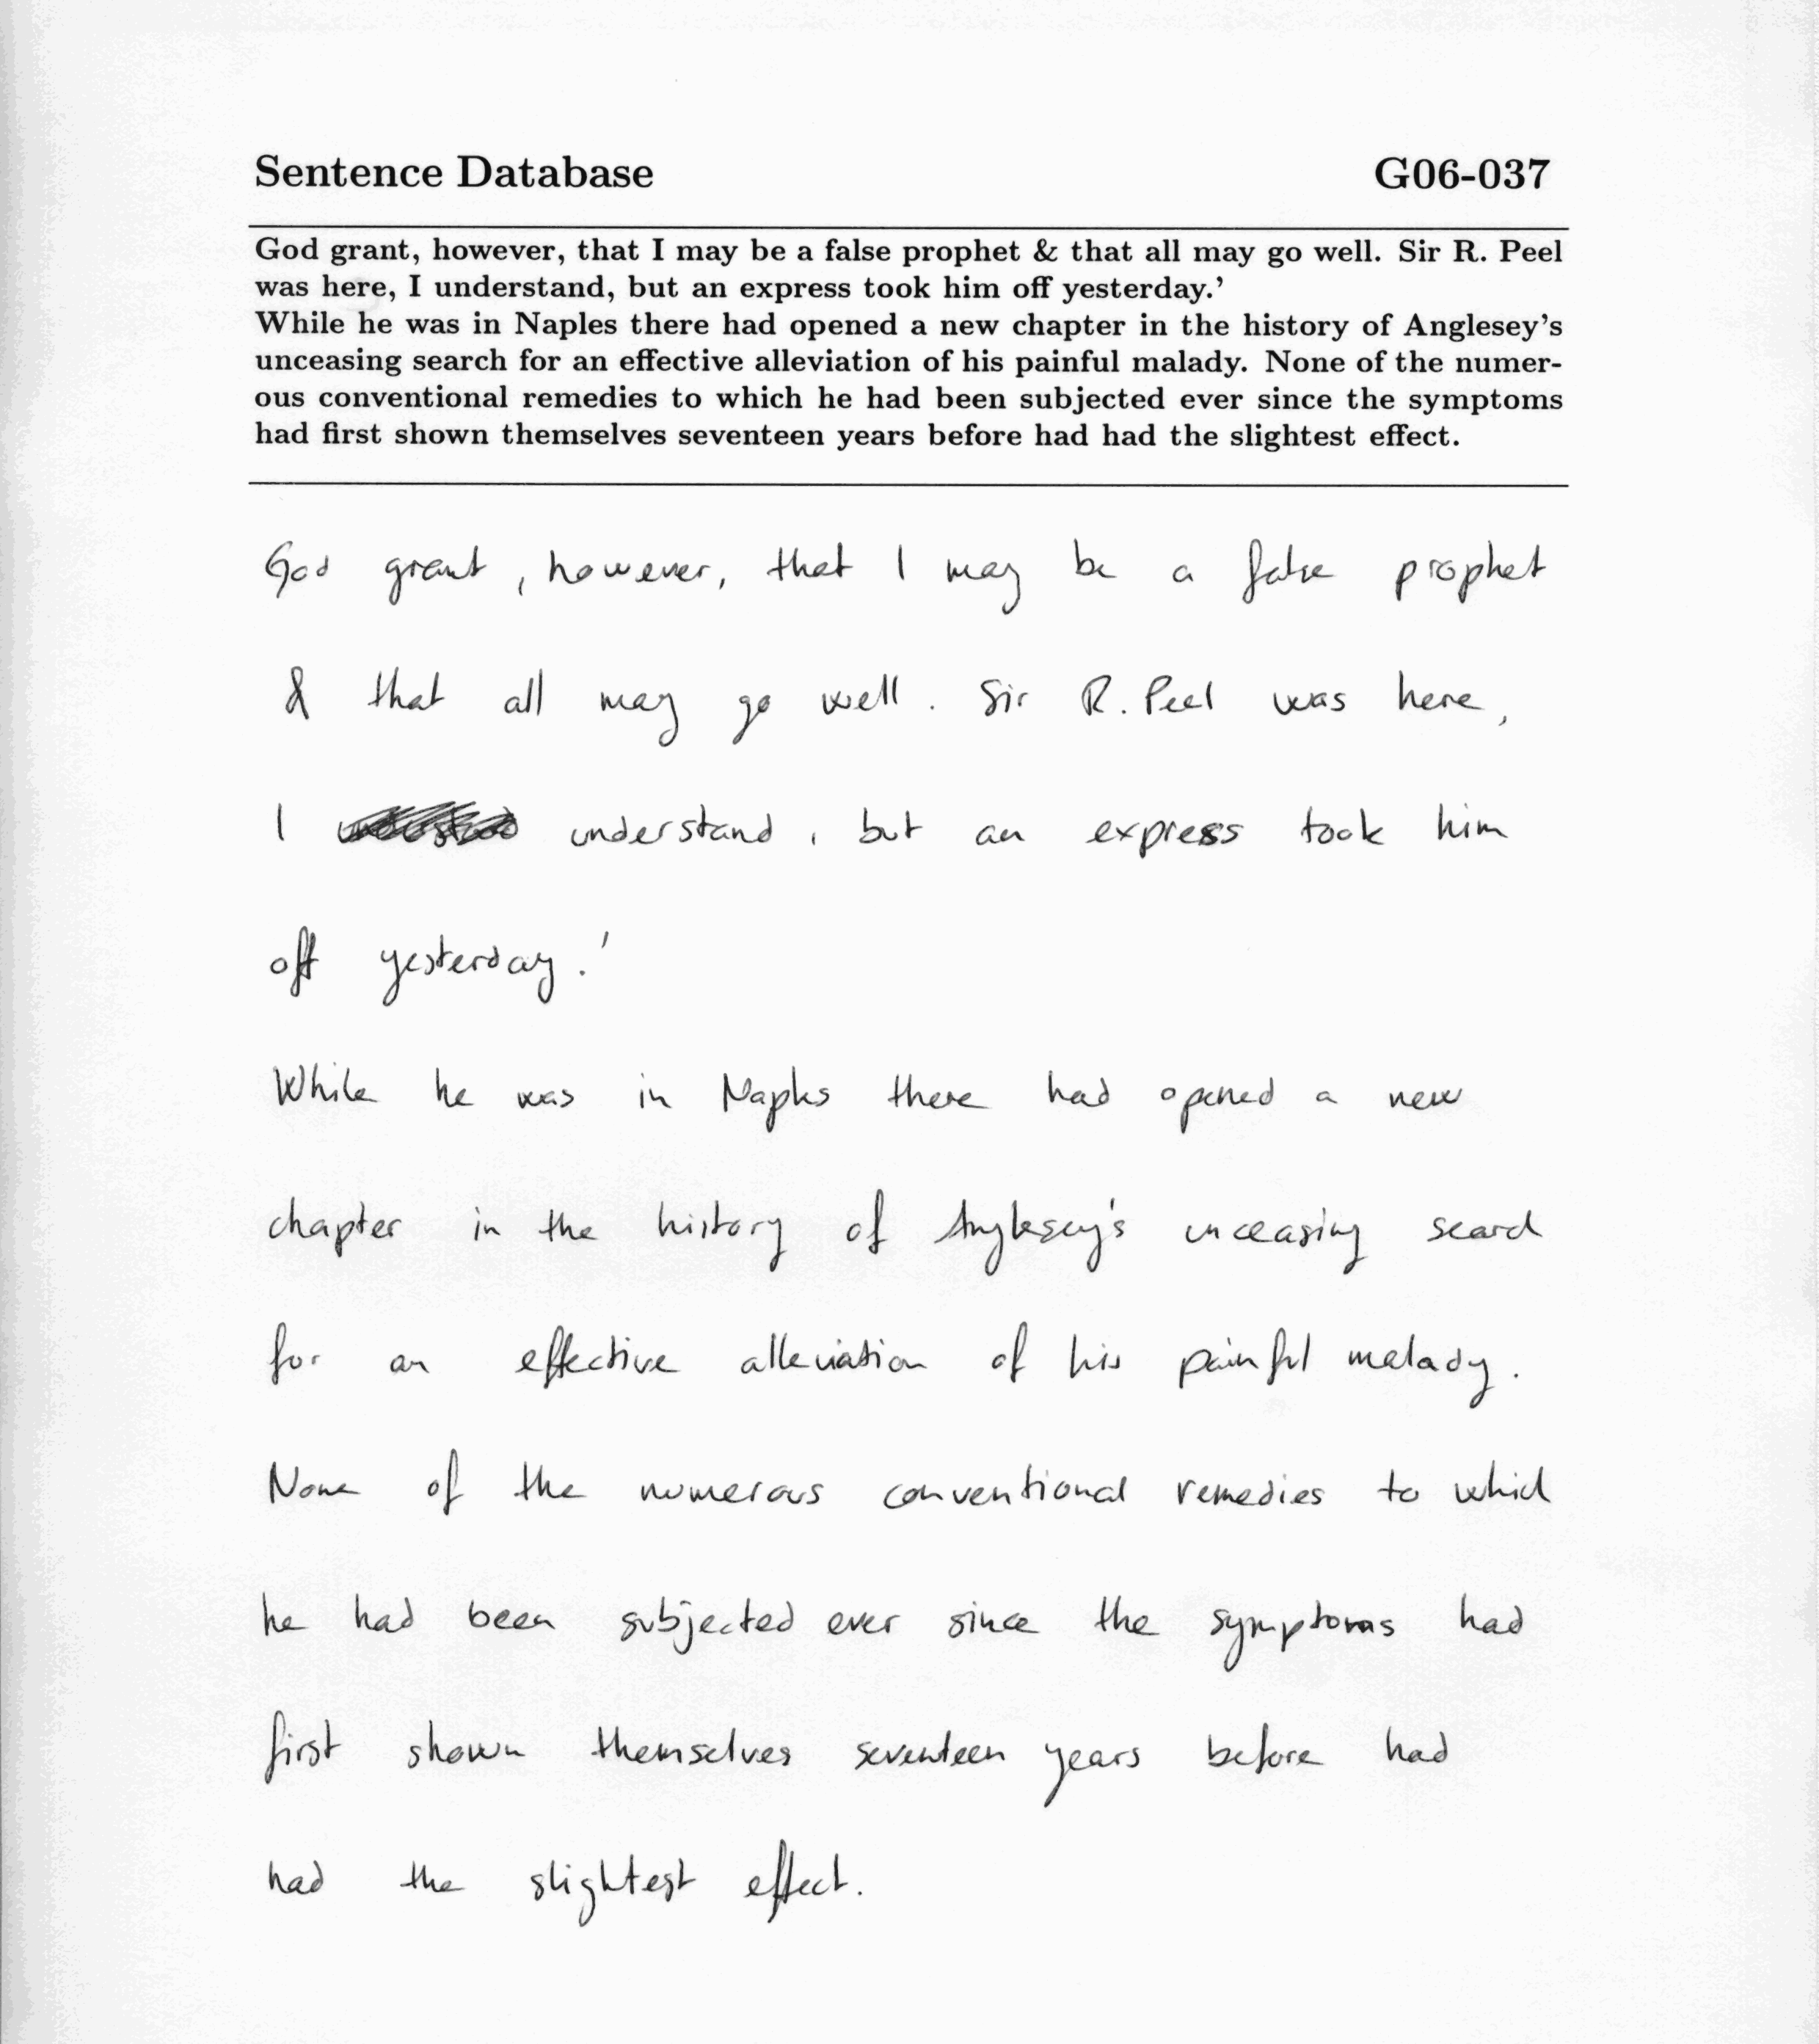 Sentence Database G06-037
God grant, however, that I may be a false prophet & that all may go well. Sir R. Peel
was here, I understand, but an express took him off yesterday.'
While he was in Naples there had opened a new chapter in the history of Anglesey's
unceasing search for an effective alleviation of his painful malady. None of the numer-
ous conventional remedies to which he had been subjected ever since the symptoms
had first shown themselves seventeen years before had had the slightest effect.
God grant, however, that I may be a false prophet
& that all may go well. Sir R. Peel was here,
I understand, but an express took him
off yesterday.'
While he was in Naples there had opened a new
chapter in the history of Anglesey's unceasing search
for an effective alleviation of his painful malady.
None of the numerous conventional remedies to which
he had been subjected ever since the symptoms had
first shown themselves seventeen years before had
had the slightest effect.